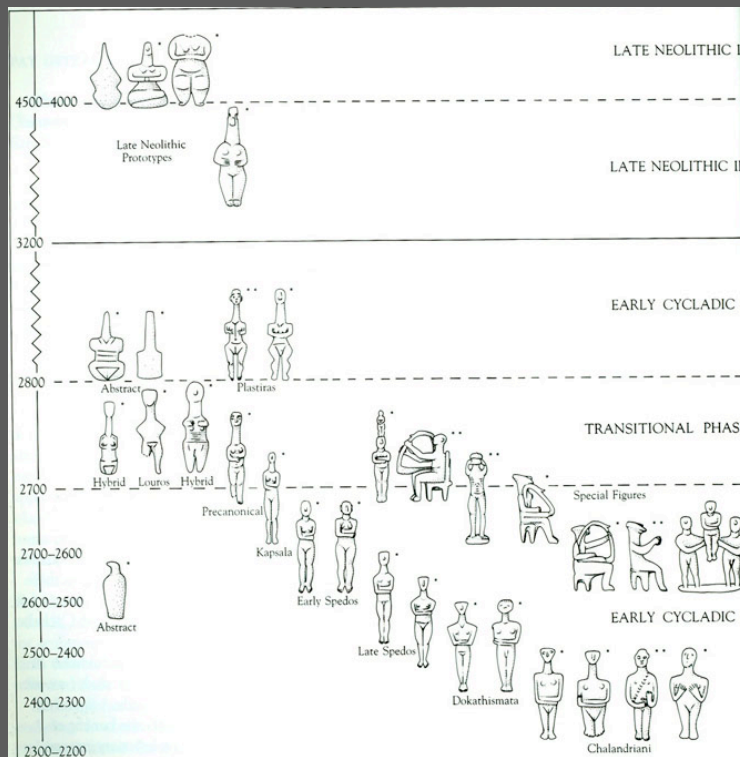 LATE NEOLITHIC I
4500–4000
Late Neolithic
Prototypes
LATE NEOLITHIC I
3200
EARLY CYCLADIC
2800
Abstract
Plastiras
TRANSITIONAL PHAS
Hybrid
Louros
Hybrid
2700
Special Figures
Precanonical
Kapsala
2700–2600
2600–2500
Early Spedos
Abstract
EARLY CYCLADIC
2500–2400
Late Spedos
2400–2300
Dokathismata
2300–2200
Chalandriani